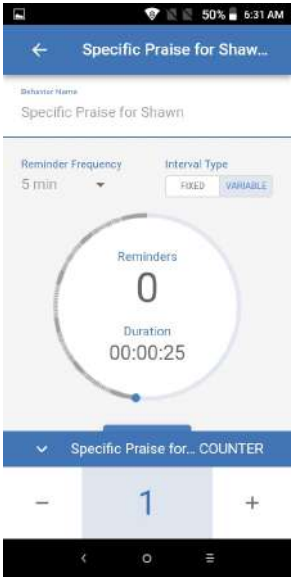 50% 6:31 AM
Specific Praise for Shaw...
Behavior Name
Specific Praise for Shawn
Reminder Frequency Interval Type
5 min FIXED VARIABLE
Reminders
0
Duration
00:00:25
Specific Praise for... COUNTER
− 1 +